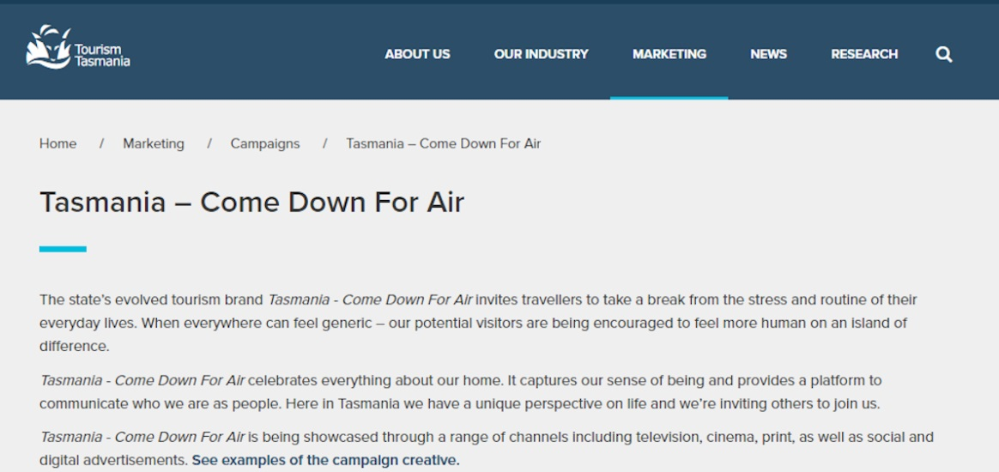 Tourism
Tasmania
ABOUT US OUR INDUSTRY MARKETING NEWS RESEARCH
Home / Marketing / Campaigns / Tasmania – Come Down For Air
Tasmania – Come Down For Air
The state's evolved tourism brand Tasmania - Come Down For Air invites travellers to take a break from the stress and routine of their
everyday lives. When everywhere can feel generic – our potential visitors are being encouraged to feel more human on an island of
difference.
Tasmania - Come Down For Air celebrates everything about our home. It captures our sense of being and provides a platform to
communicate who we are as people. Here in Tasmania we have a unique perspective on life and we're inviting others to join us.
Tasmania - Come Down For Air is being showcased through a range of channels including television, cinema, print, as well as social and
digital advertisements. See examples of the campaign creative.